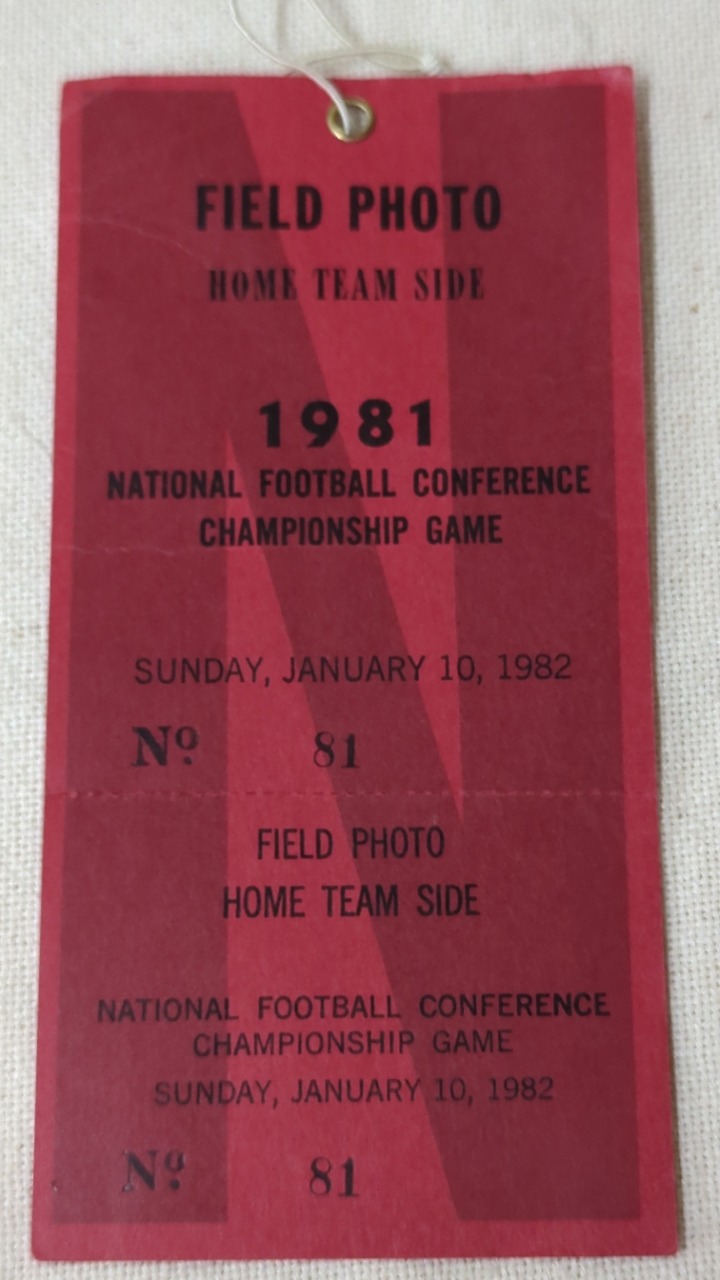 FIELD PHOTO
HOME TEAM SIDE
1981
NATIONAL FOOTBALL CONFERENCE
CHAMPIONSHIP GAME
SUNDAY, JANUARY 10, 1982
Nº 81
FIELD PHOTO
HOME TEAM SIDE
NATIONAL FOOTBALL CONFERENCE
CHAMPIONSHIP GAME
SUNDAY, JANUARY 10, 1982
Nº 81